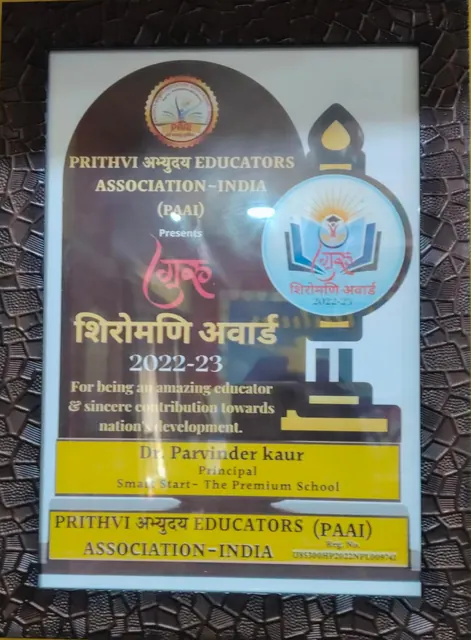 PRITHVI अभ्युदय EDUCATORS
ASSOCIATION-INDIA
(PAAI)
Presents
गुरु
शिरोमणि अवार्ड
2022-23
For being an amazing educator
& sincere contribution towards
nation's development.
गुरु
शिरोमणि अवार्ड
2022-23
Dr. Parvinder kaur
Principal
Smart Start- The Premium School
PRITHVI अभ्युदय EDUCATORS (PAAI)
Reg. No.
ASSOCIATION-INDIA